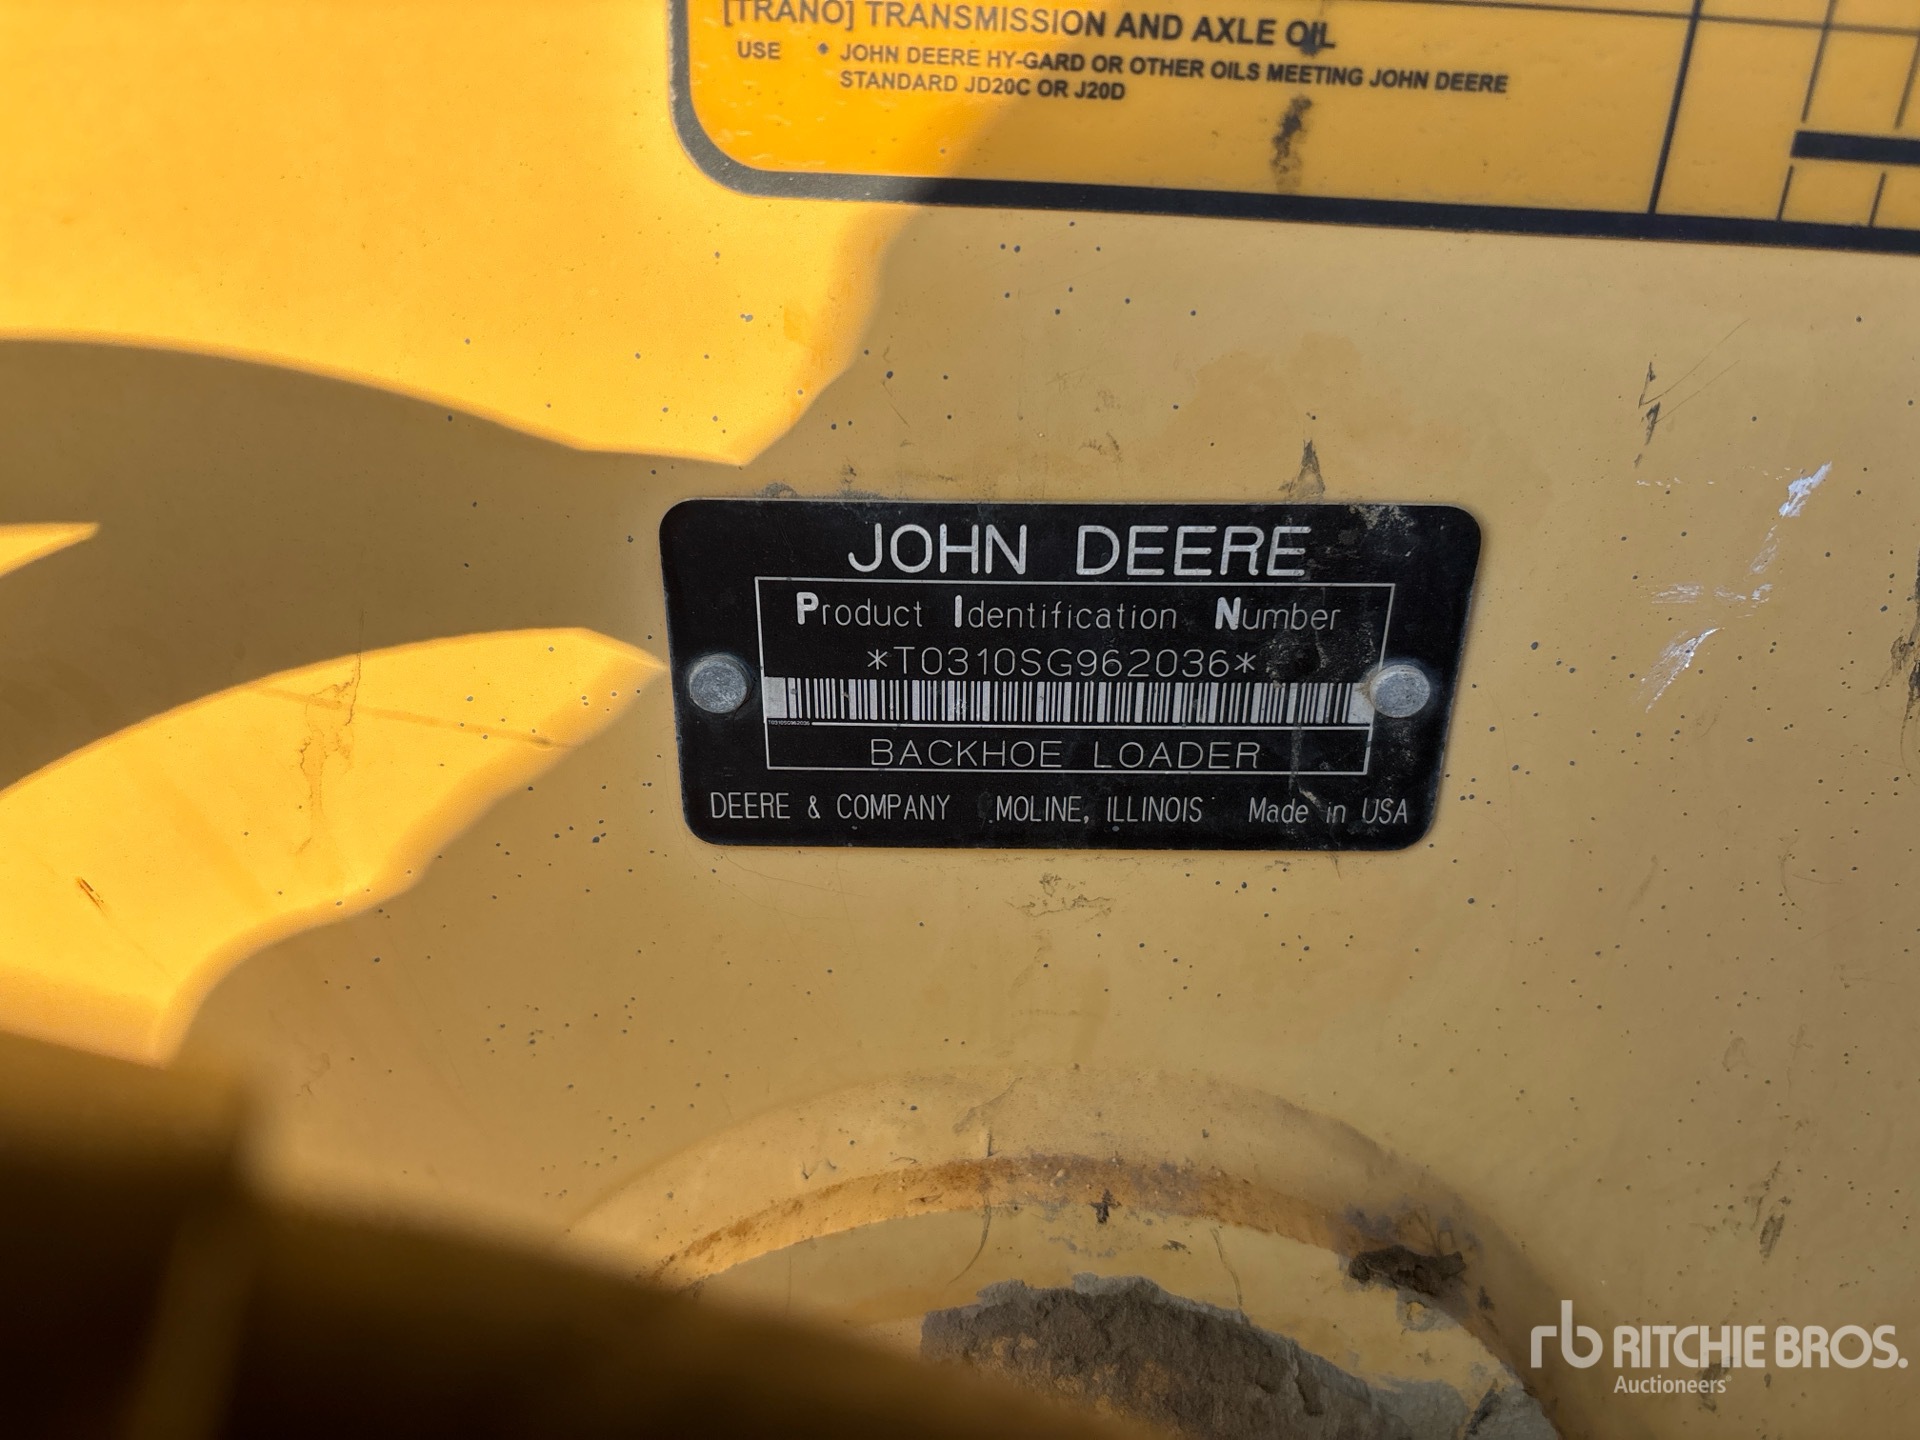 [TRANO] TRANSMISSION AND AXLE OIL
USE • JOHN DEERE HY-GARD OR OTHER OILS MEETING JOHN DEERE
STANDARD JD20C OR J20D
JOHN DEERE
Product Identification Number
*T0310SG962036*
T0310SG962036
BACKHOE LOADER
DEERE & COMPANY MOLINE, ILLINOIS Made in USA
rb RITCHIE BROS.
Auctioneers